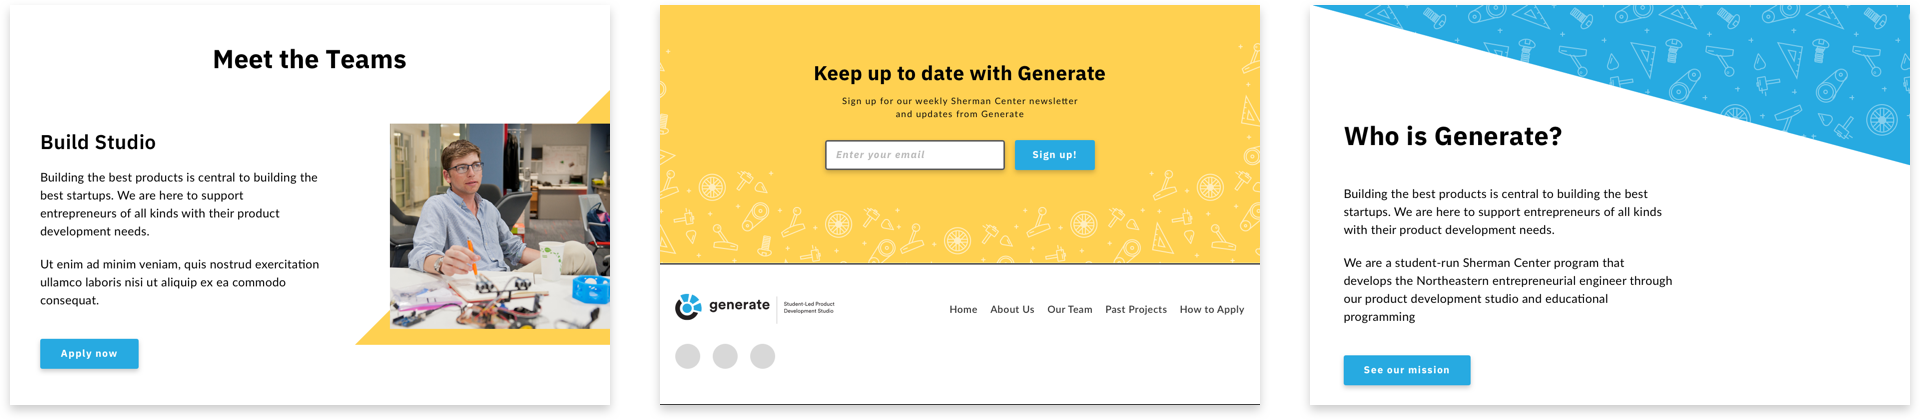 Meet the Teams
Build Studio
Building the best products is central to building the
best startups. We are here to support
entrepreneurs of all kinds with their product
development needs.
Ut enim ad minim veniam, quis nostrud exercitation
ullamco laboris nisi ut aliquip ex ea commodo
consequat.
Apply now
Keep up to date with Generate
Sign up for our weekly Sherman Center newsletter
and updates from Generate
Enter your email
Sign up!
generate
Student-Led Product
Development Studio
Home About Us Our Team Past Projects How to Apply
Who is Generate?
Building the best products is central to building the best
startups. We are here to support entrepreneurs of all kinds
with their product development needs.
We are a student-run Sherman Center program that
develops the Northeastern entrepreneurial engineer through
our product development studio and educational
programming
See our mission